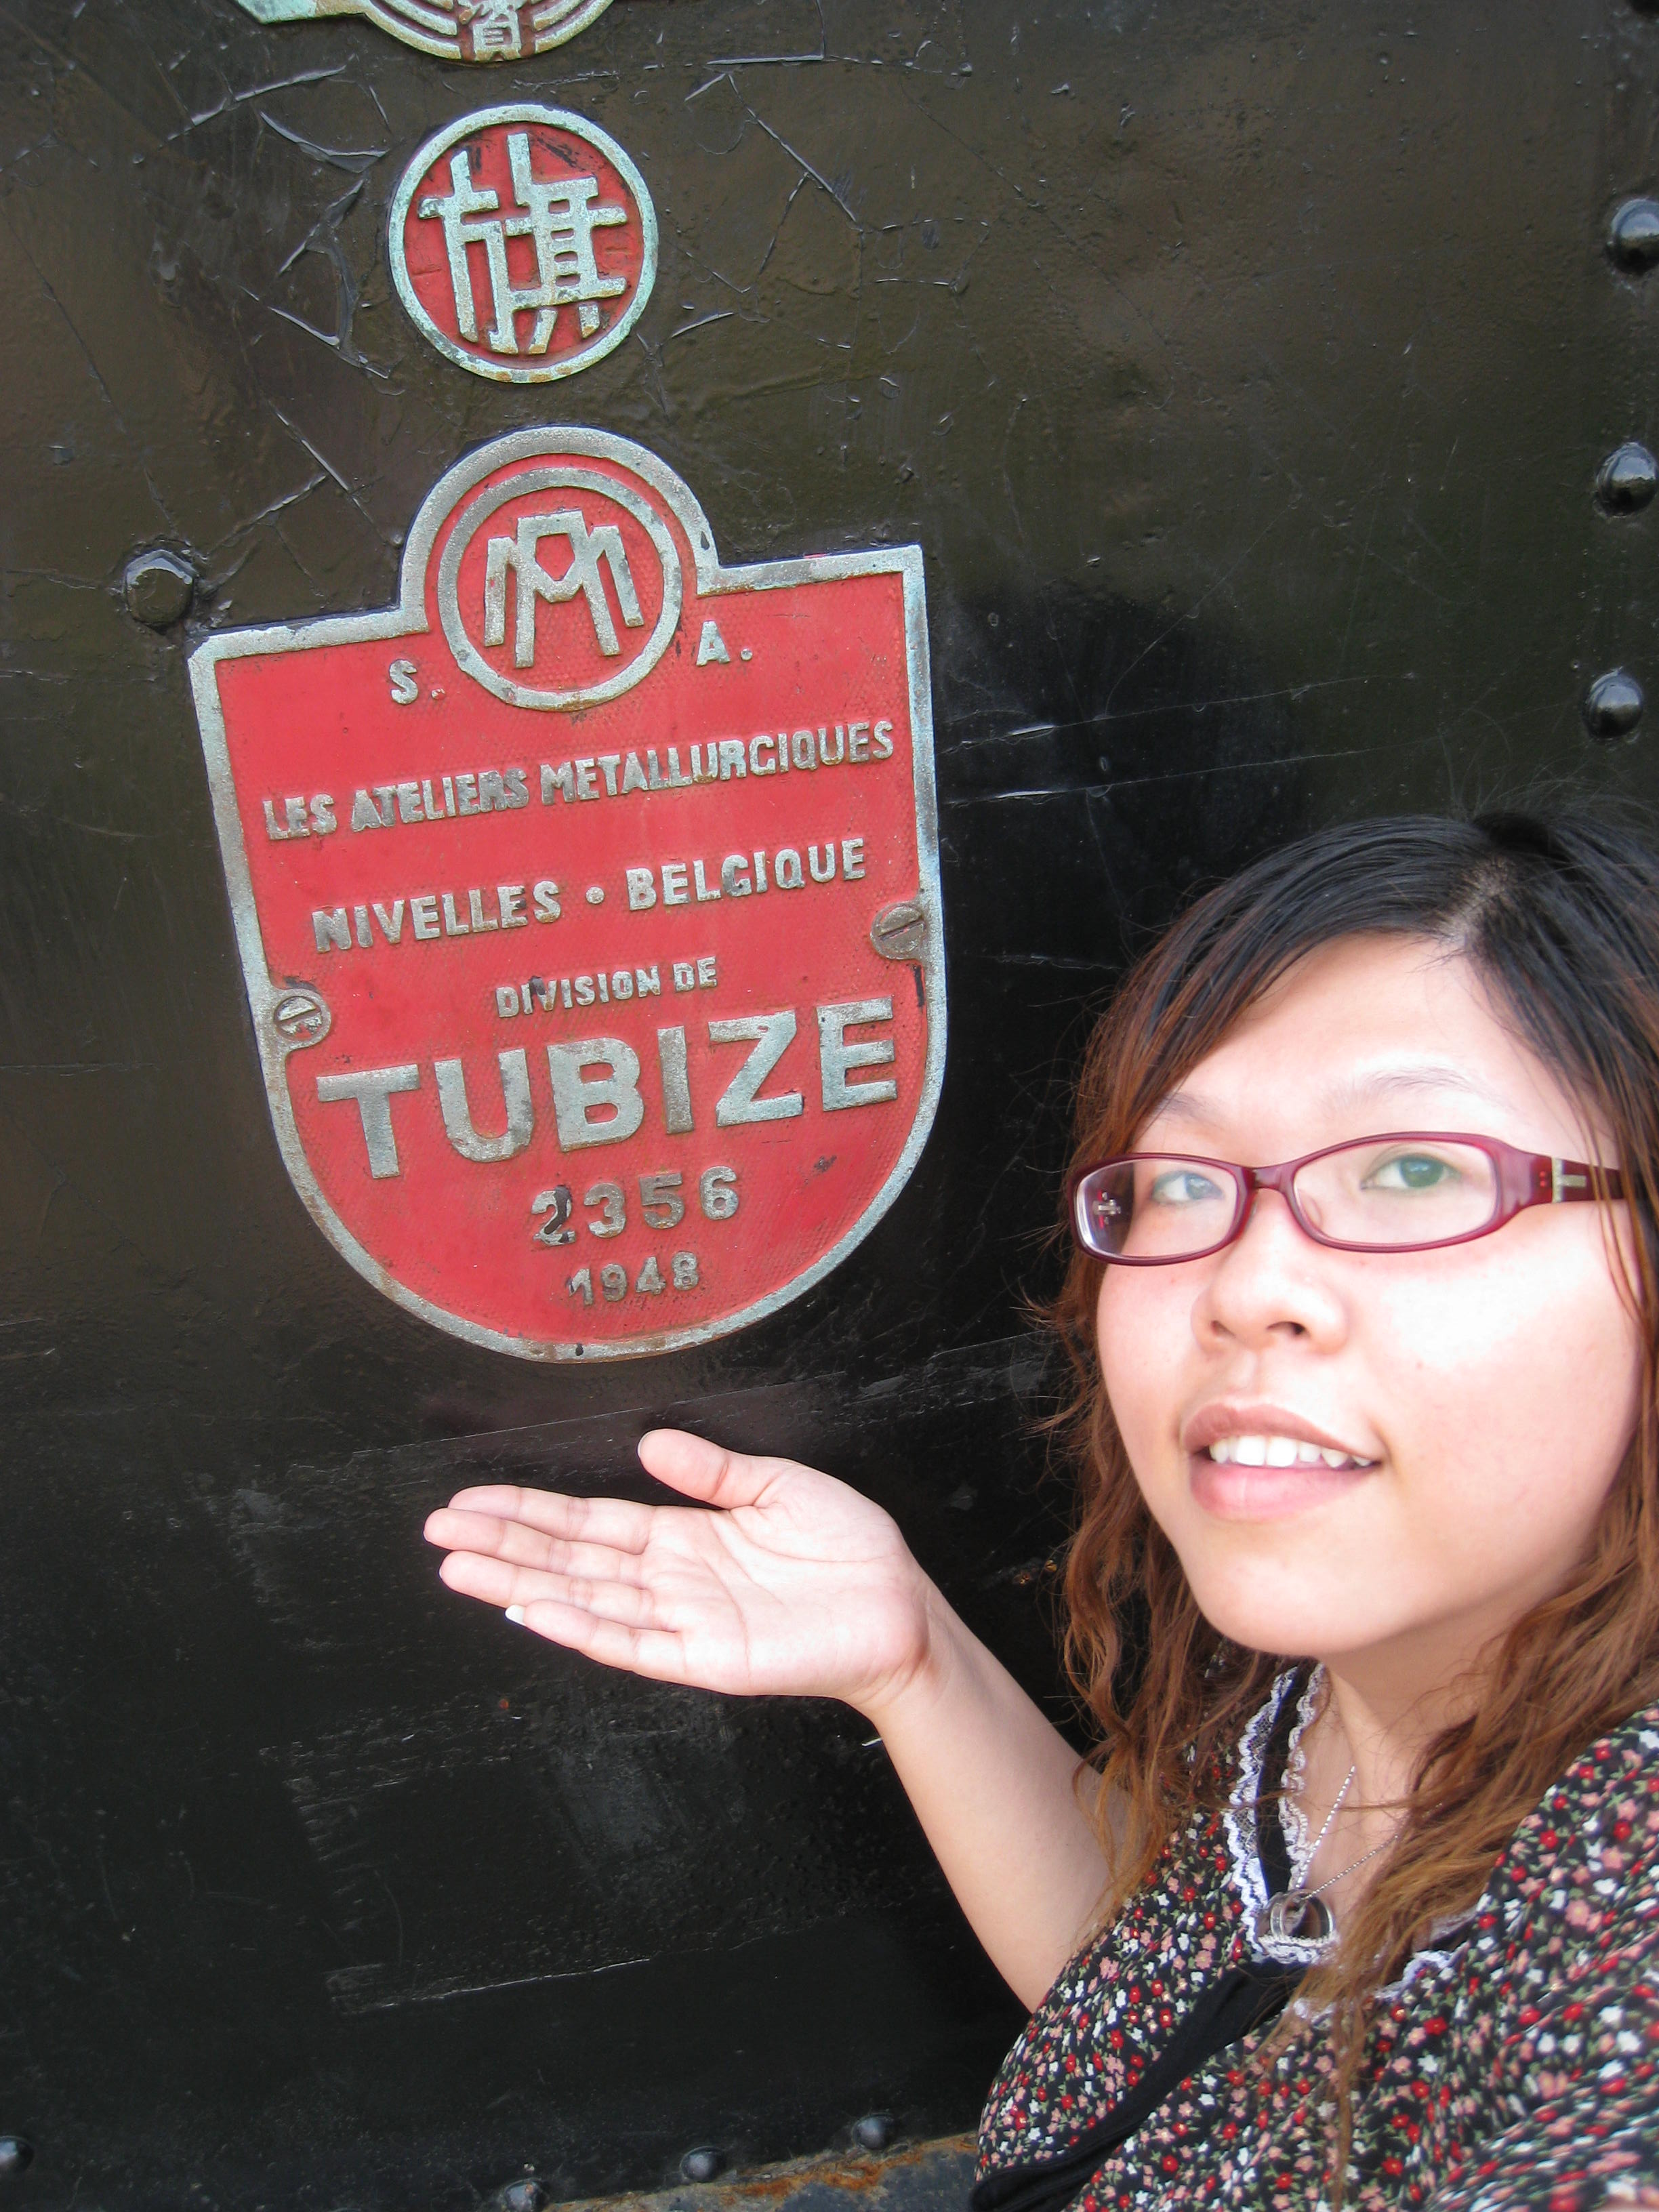 旗
S. A.
LES ATELIERS METALLURGIQUES
NIVELLES • BELGIQUE
DIVISION DE
TUBIZE
2356
1948